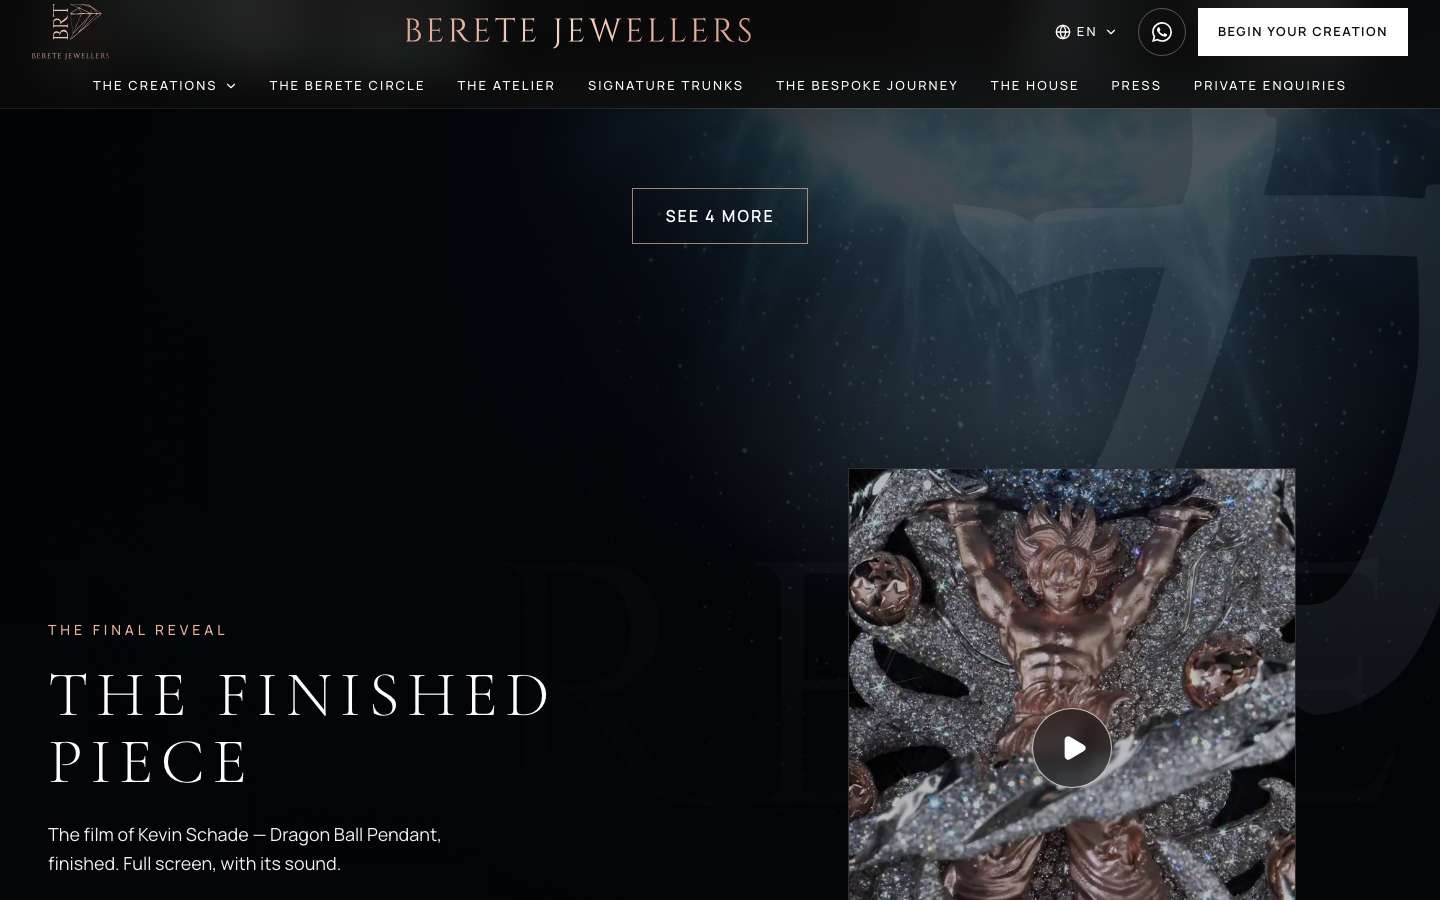 BRT
BERETE JEWELLERS
BERETE JEWELLERS
EN
BEGIN YOUR CREATION
THE CREATIONS
THE BERETE CIRCLE
THE ATELIER
SIGNATURE TRUNKS
THE BESPOKE JOURNEY
THE HOUSE
PRESS
PRIVATE ENQUIRIES
SEE 4 MORE
THE FINAL REVEAL
THE FINISHED
PIECE
The film of Kevin Schade — Dragon Ball Pendant,
finished. Full screen, with its sound.